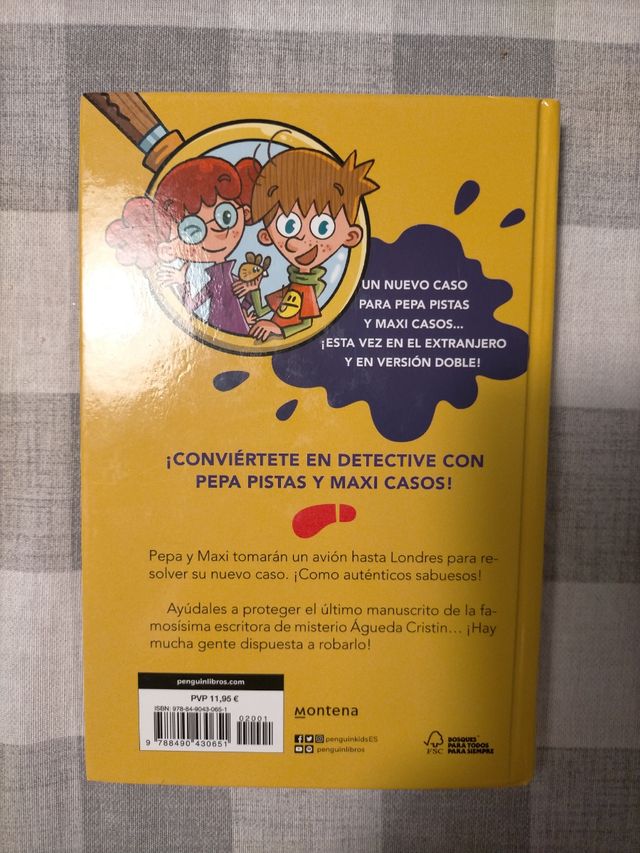 UN NUEVO CASO
PARA PEPA PISTAS
Y MAXI CASOS...
¡ESTA VEZ EN EL EXTRANJERO
Y EN VERSIÓN DOBLE!
¡CONVIÉRTETE EN DETECTIVE CON
PEPA PISTAS Y MAXI CASOS!
Pepa y Maxi tomarán un avión hasta Londres para re-
solver su nuevo caso. ¡Como auténticos sabuesos!
Ayúdales a proteger el último manuscrito de la fa-
mosísima escritora de misterio Águeda Cristin... ¡Hay
mucha gente dispuesta a robarlo!
penguinlibros.com
PVP 11,95 €
ISBN: 978-84-9043-065-1
02001
9 788490 430651
montena
penguinkidsES
penguinlibros
FSC
BOSQUES
PARA TODOS
PARA SIEMPRE